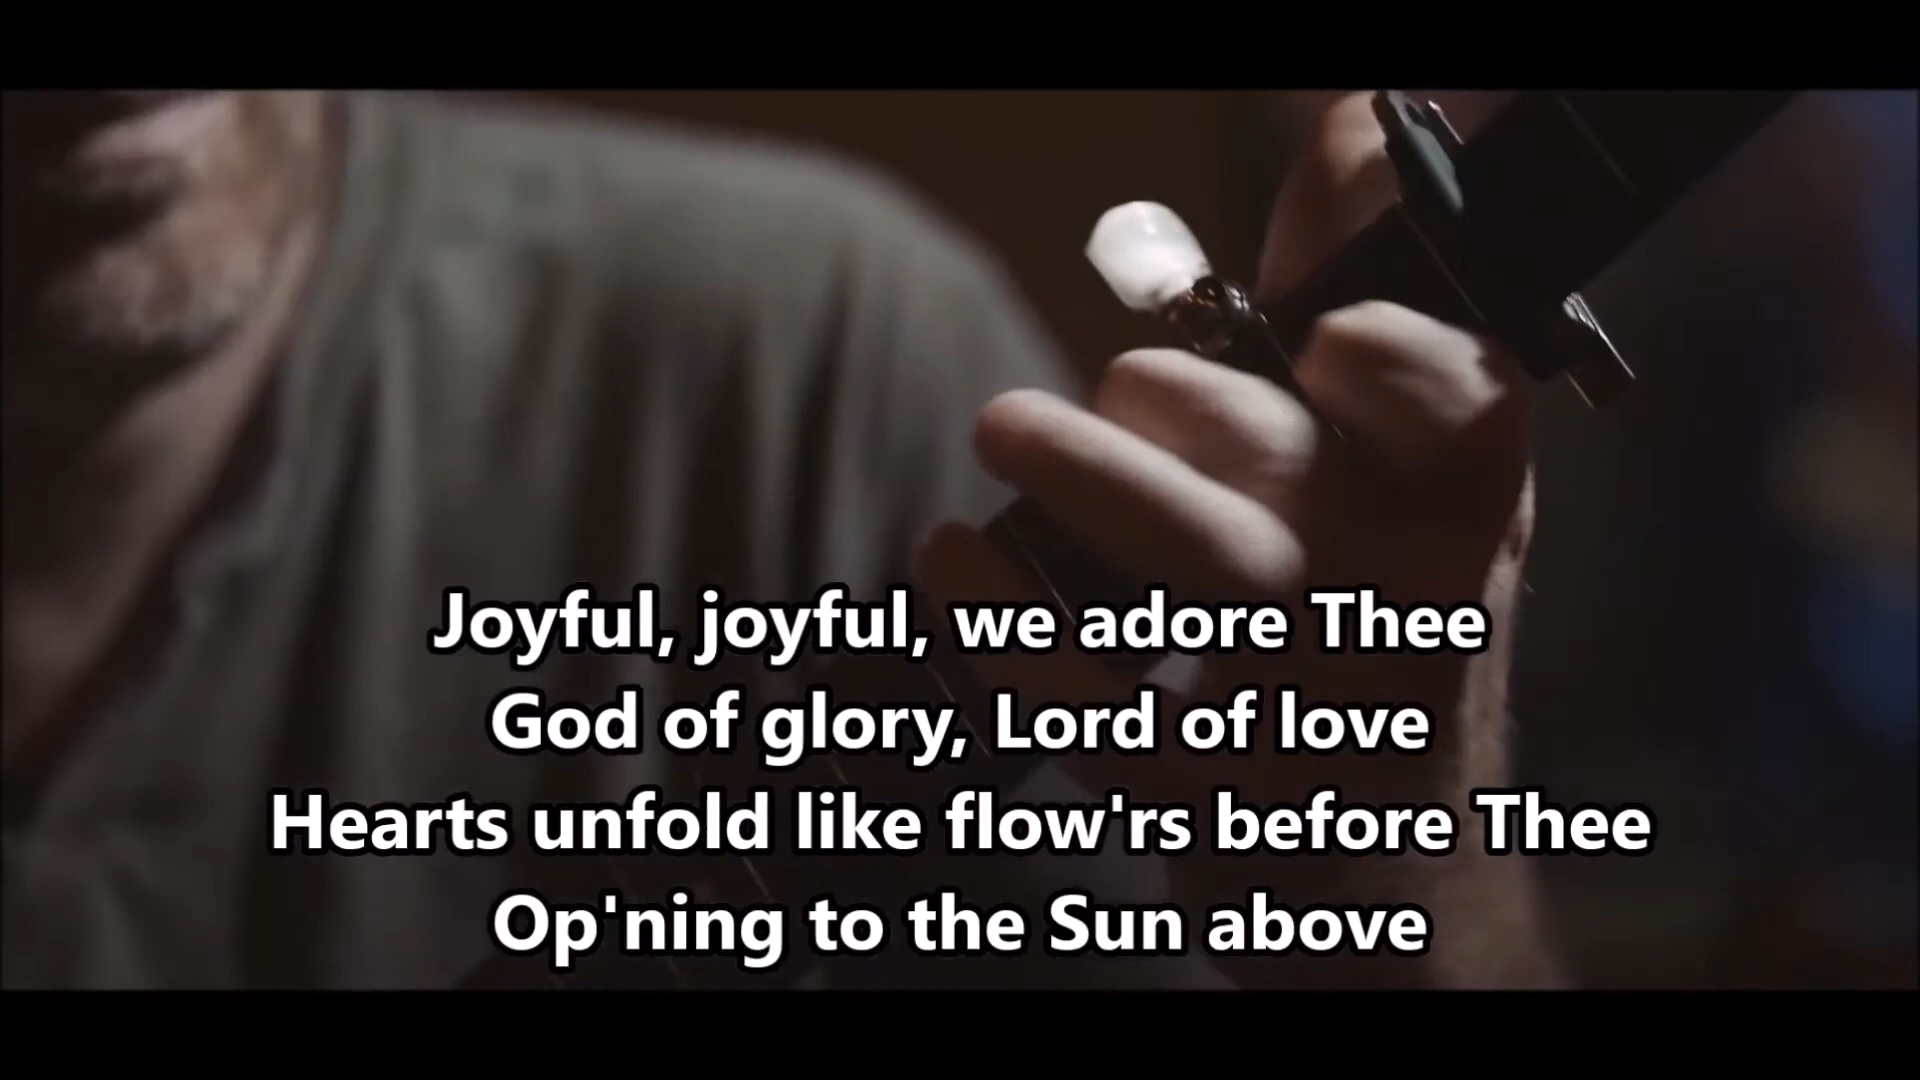 Joyful, joyful, we adore Thee
God of glory, Lord of love
Hearts unfold like flow'rs before Thee
Op'ning to the Sun above